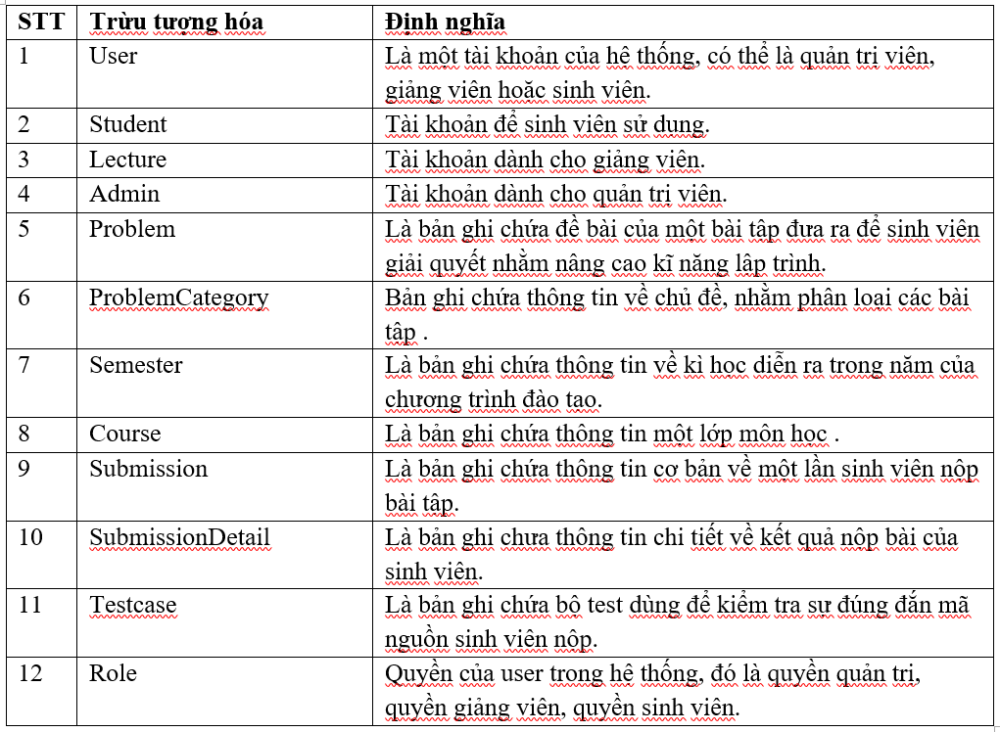 STT Trừu tượng hóa Định nghĩa
1 User Là một tài khoản của hê thống, có thể là quản trị viên,
giảng viên hoặc sinh viên.
2 Student Tài khoản để sinh viên sử dụng.
3 Lecture Tài khoản dành cho giảng viên.
4 Admin Tài khoản dành cho quản trị viên.
5 Problem Là bản ghi chứa đề bài của một bài tập đưa ra để sinh viên
giải quyết nhằm nâng cao kĩ năng lập trình.
6 ProblemCategory Bản ghi chứa thông tin về chủ đề, nhằm phân loại các bài
tập .
7 Semester Là bản ghi chứa thông tin về kì học diễn ra trong năm của
chương trình đào tạo.
8 Course Là bản ghi chứa thông tin một lớp môn học .
9 Submission Là bản ghi chứa thông tin cơ bản về một lần sinh viên nộp
bài tập.
10 SubmissionDetail Là bản ghi chưa thông tin chi tiết về kết quả nộp bài của
sinh viên.
11 Testcase Là bản ghi chứa bộ test dùng để kiểm tra sự đúng đắn mã
nguồn sinh viên nộp.
12 Role Quyền của user trong hệ thống, đó là quyền quản trị,
quyền giảng viên, quyền sinh viên.